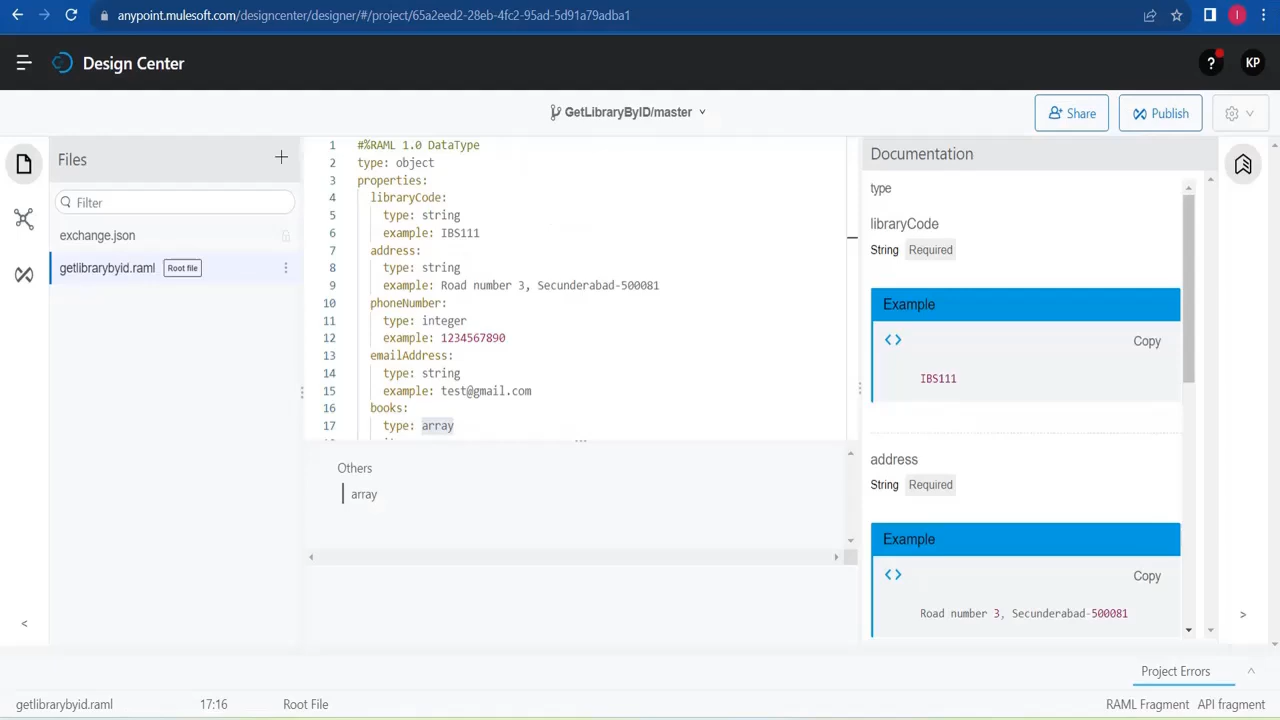 anypoint.mulesoft.com/designcenter/designer/#/project/65a2eed2-28eb-4fc2-95ad-5d91a79adba1
I
Design Center
?
KP
GetLibraryByID/master
Share
Publish
Files
Filter
exchange.json
getlibrarybyid.raml Root file
1 #%RAML 1.0 DataType
2 type: object
3 properties:
4 libraryCode:
5 type: string
6 example: IBS111
7 address:
8 type: string
9 example: Road number 3, Secunderabad-500081
10 phoneNumber:
11 type: integer
12 example: 1234567890
13 emailAddress:
14 type: string
15 example: test@gmail.com
16 books:
17 type: array
Others
array
Documentation
type
libraryCode
String Required
Example
Copy
IBS111
address
String Required
Example
Copy
Road number 3, Secunderabad-500081
Project Errors
getlibrarybyid.raml 17:16 Root File RAML Fragment API fragment